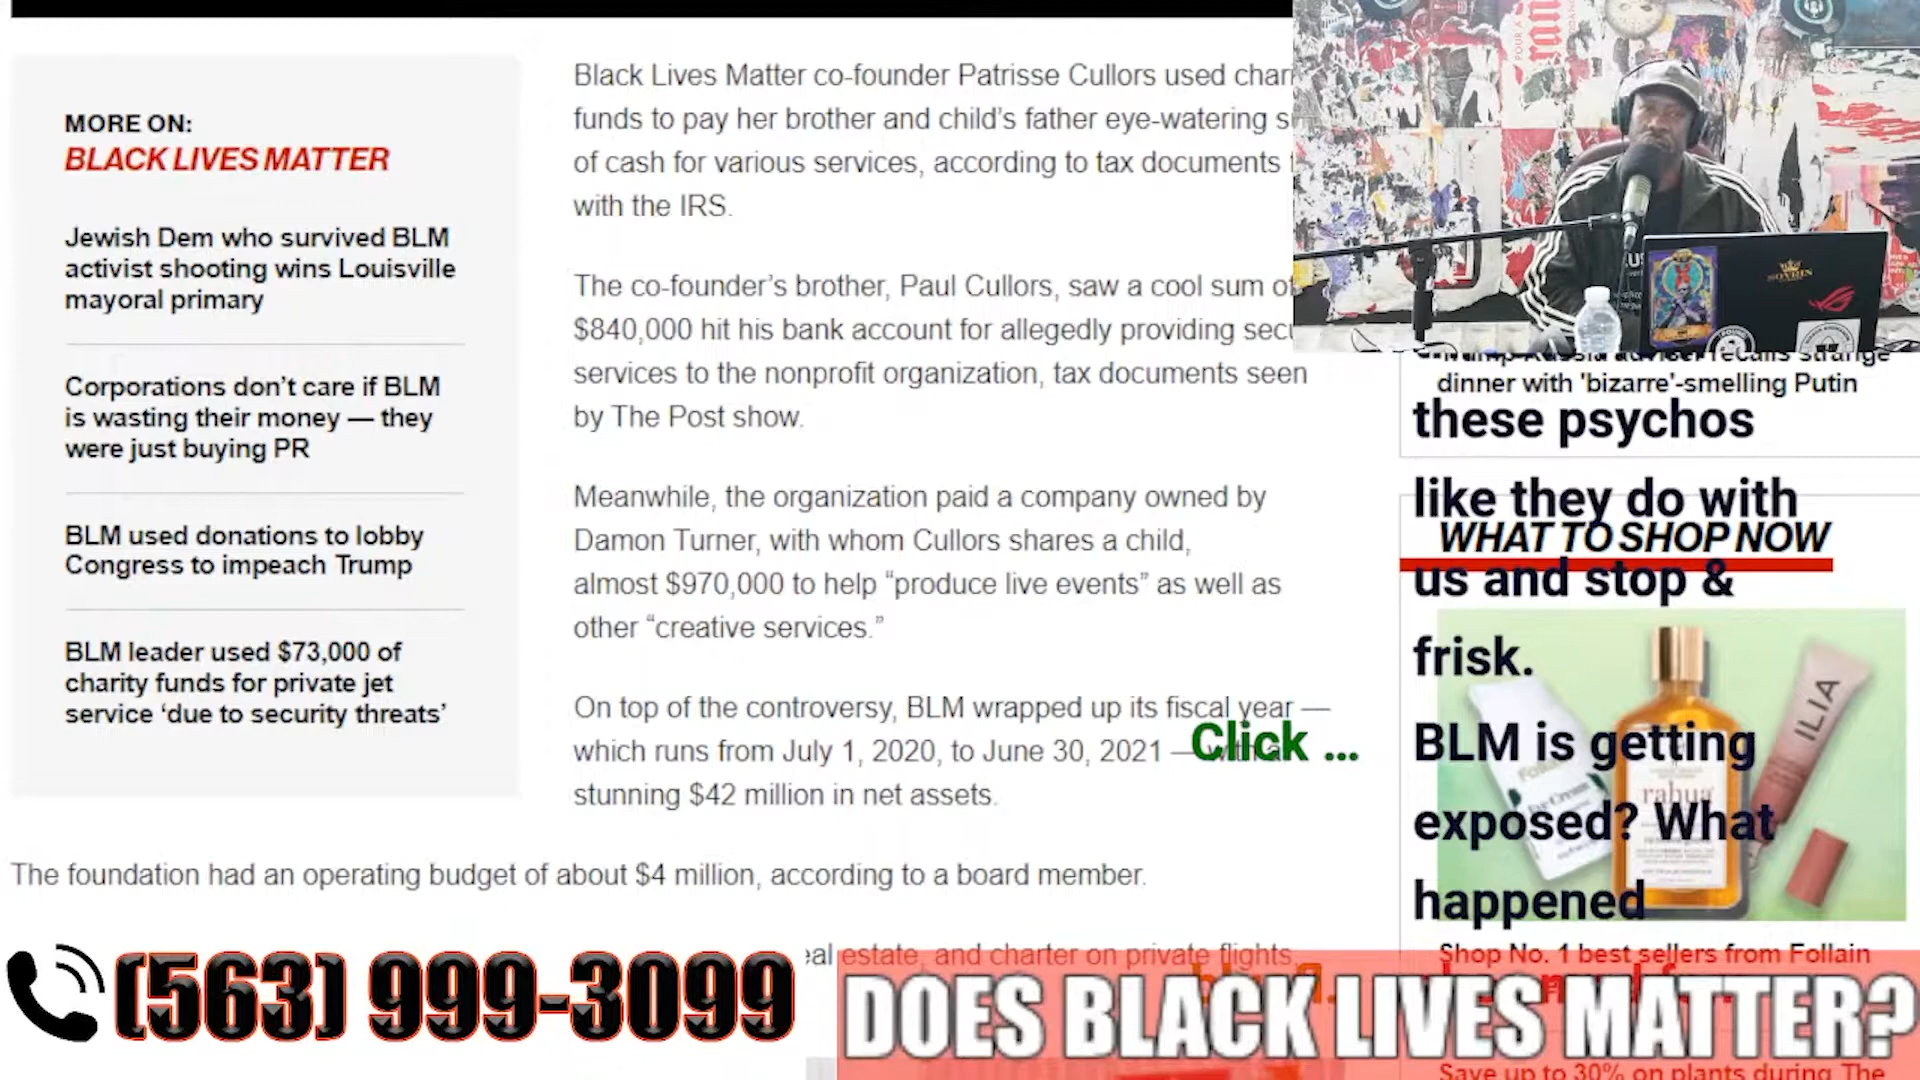 MORE ON:
BLACK LIVES MATTER
Jewish Dem who survived BLM
activist shooting wins Louisville
mayoral primary
Corporations don’t care if BLM
is wasting their money — they
were just buying PR
BLM used donations to lobby
Congress to impeach Trump
BLM leader used $73,000 of
charity funds for private jet
service ‘due to security threats’
Black Lives Matter co-founder Patrisse Cullors used
funds to pay her brother and child’s father eye-watering
of cash for various services, according to tax documents
with the IRS.
The co-founder’s brother, Paul Cullors, saw a cool sum of
$840,000 hit his bank account for allegedly providing
services to the nonprofit organization, tax documents seen
by The Post show.
Meanwhile, the organization paid a company owned by
Damon Turner, with whom Cullors shares a child,
almost $970,000 to help “produce live events” as well as
other “creative services.”
On top of the controversy, BLM wrapped up its fiscal year —
which runs from July 1, 2020, to June 30, 2021 — with a
stunning $42 million in net assets.
The foundation had an operating budget of about $4 million, according to a board member.
estate, and charter on private flights,
dinner with 'bizarre'-smelling Putin
WHAT TO SHOP NOW
ILIA
rahua
Shop No. 1 best sellers from Follain
Save up to 30% on plants during The
these psychos
like they do with
us and stop &
frisk.
BLM is getting
exposed? What
happened
Click ...
(563) 999-3099
DOES BLACK LIVES MATTER?